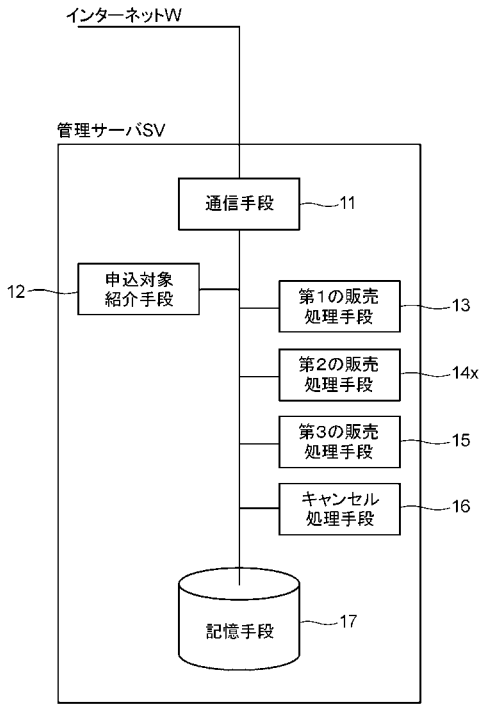 インターネットW
管理サーバSV
通信手段
11
申込対象
紹介手段
12
第1の販売
処理手段
13
第2の販売
処理手段
14x
第3の販売
処理手段
15
キャンセル
処理手段
16
記憶手段
17